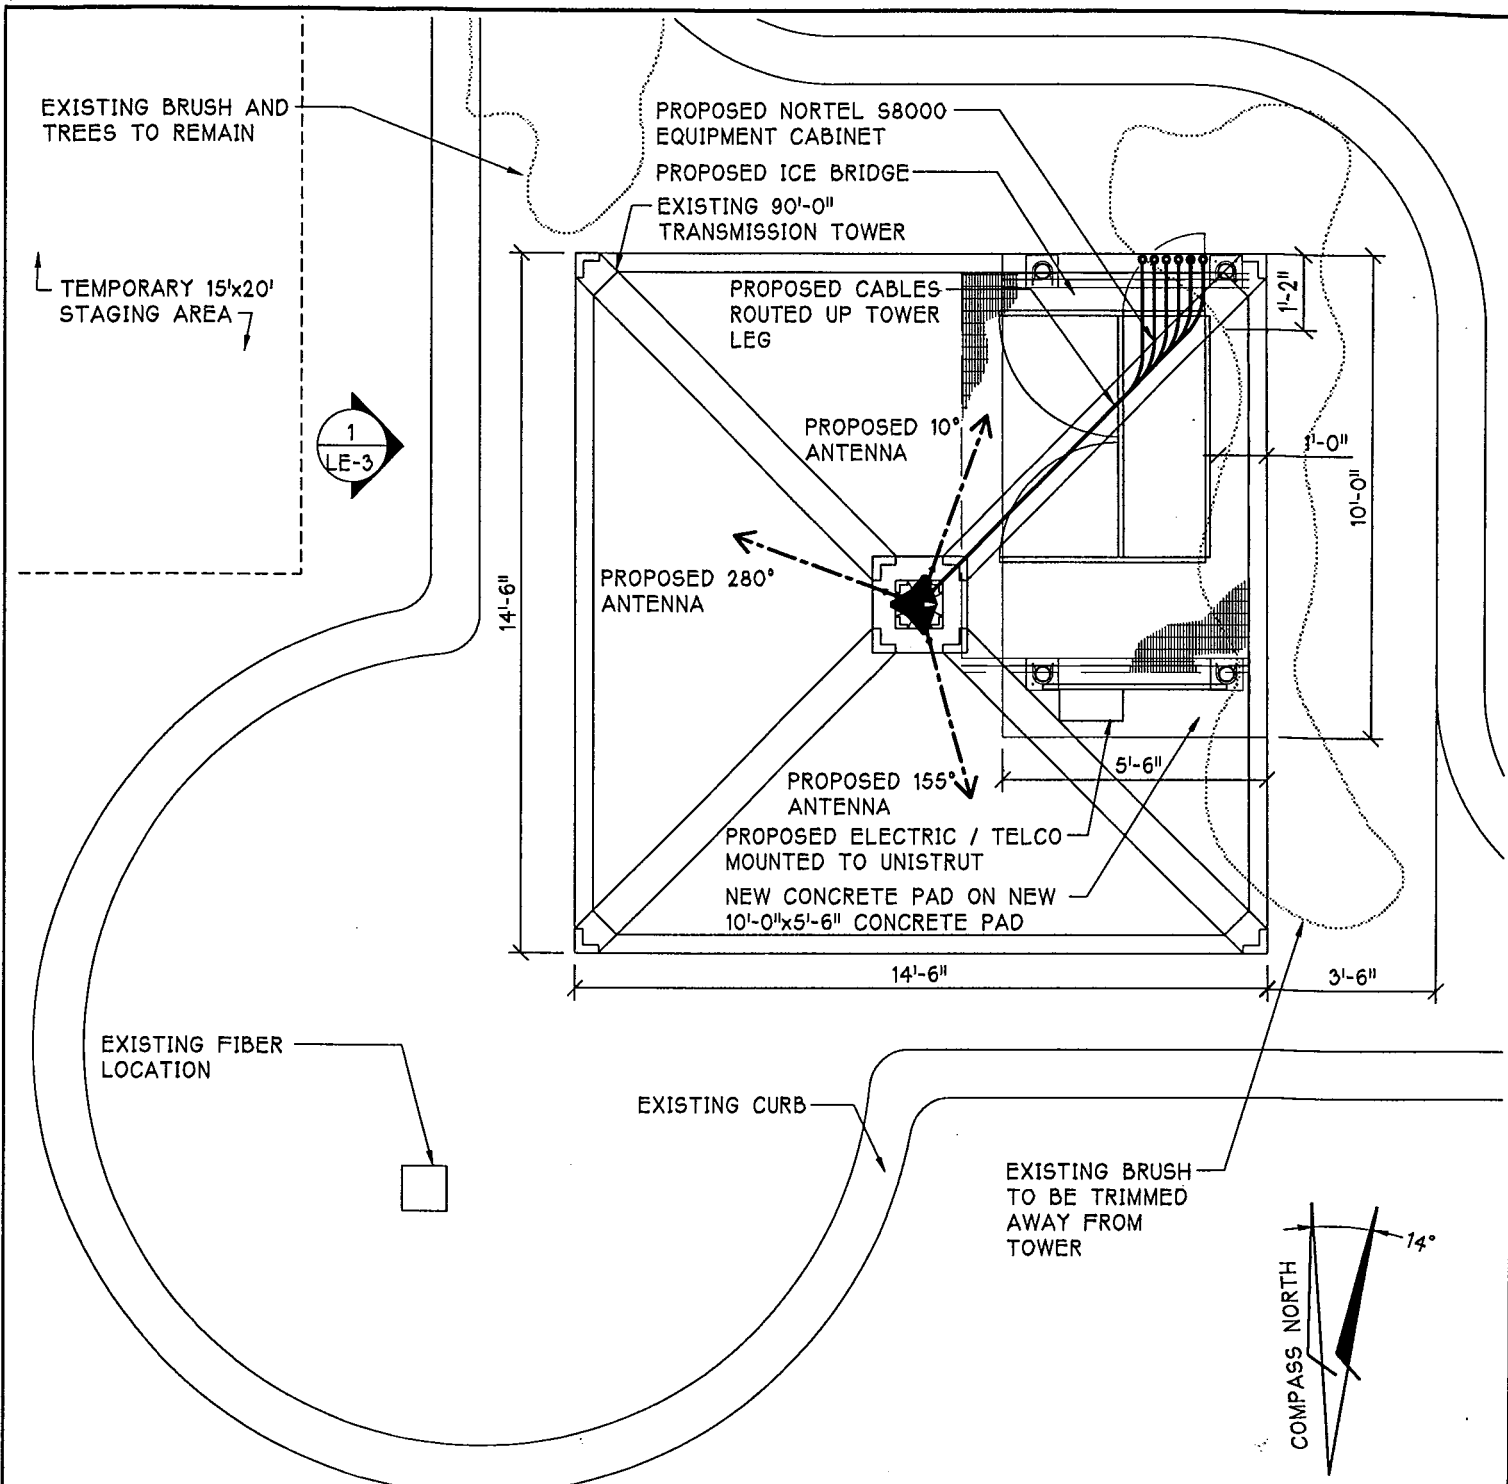 EXISTING BRUSH AND
TREES TO REMAIN
PROPOSED NORTEL S8000
EQUIPMENT CABINET
PROPOSED ICE BRIDGE
EXISTING 90'-0"
TRANSMISSION TOWER
TEMPORARY 15'x20'
STAGING AREA
PROPOSED CABLES
ROUTED UP TOWER
LEG
1'-2"
1
LE-3
PROPOSED 10°
ANTENNA
1'-0"
10'-0"
PROPOSED 280°
ANTENNA
14'-6"
5'-6"
PROPOSED 155°
ANTENNA
PROPOSED ELECTRIC / TELCO
MOUNTED TO UNISTRUT
NEW CONCRETE PAD ON NEW
10'-0"x5'-6" CONCRETE PAD
14'-6"
3'-6"
EXISTING FIBER
LOCATION
EXISTING CURB
EXISTING BRUSH
TO BE TRIMMED
AWAY FROM
TOWER
14°
COMPASS NORTH